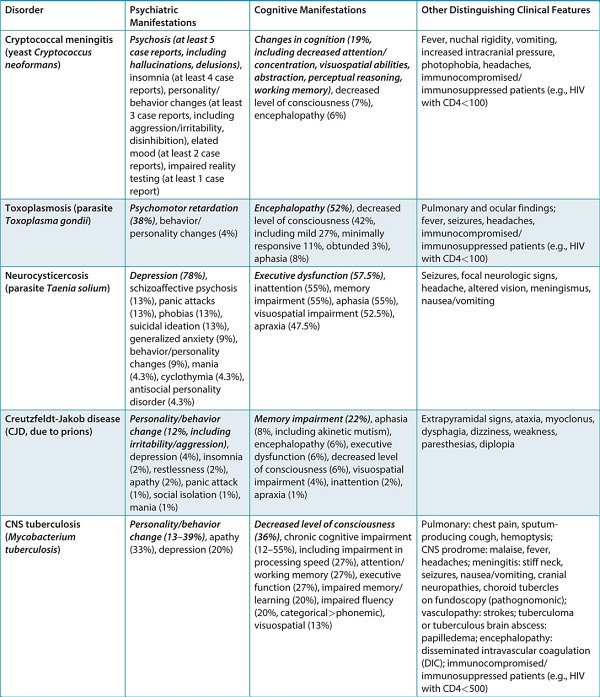 Disorder
Psychiatric
Manifestations
Cognitive Manifestations
Other Distinguishing Clinical Features
Cryptococcal meningitis
(yeast Cryptococcus
neoformans)
Psychosis (at least 5
case reports, including
hallucinations, delusions),
insomnia (at least 4 case
reports), personality/
behavior changes (at least
3 case reports, including
aggression/irritability,
disinhibition), elated
mood (at least 2 case
reports), impaired reality
testing (at least 1 case
report)
Changes in cognition (19%,
including decreased attention/
concentration, visuospatial abilities,
abstraction, perceptual reasoning,
working memory), decreased
level of consciousness (7%),
encephalopathy (6%)
Fever, nuchal rigidity, vomiting,
increased intracranial pressure,
photophobia, headaches,
immunocompromised/
immunosuppressed patients (e.g., HIV
with CD4<100)
Toxoplasmosis (parasite
Toxoplasma gondii)
Psychomotor retardation
(38%), behavior/
personality changes (4%)
Encephalopathy (52%), decreased
level of consciousness (42%,
including mild 27%, minimally
responsive 11%, obtunded 3%),
aphasia (8%)
Pulmonary and ocular findings;
fever, seizures, headaches,
immunocompromised/
immunosuppressed patients (e.g., HIV
with CD4<100)
Neurocysticercosis
(parasite Taenia solium)
Depression (78%),
schizoaffective psychosis
(13%), panic attacks
(13%), phobias (13%),
suicidal ideation (13%),
generalized anxiety (9%),
behavior/personality
changes (9%), mania
(4.3%), cyclothymia (4.3%),
antisocial personality
disorder (4.3%)
Executive dysfunction (57.5%),
inattention (55%), memory
impairment (55%), aphasia (55%),
visuospatial impairment (52.5%),
apraxia (47.5%)
Seizures, focal neurologic signs,
headache, altered vision, meningismus,
nausea/vomiting
Creutzfeldt-Jakob disease
(CJD, due to prions)
Personality/behavior
change (12%, including
irritability/aggression),
depression (4%), insomnia
(2%), restlessness (2%),
apathy (2%), panic attack
(1%), social isolation (1%),
mania (1%)
Memory impairment (22%), aphasia
(8%, including akinetic mutism),
encephalopathy (6%), executive
dysfunction (6%), decreased level
of consciousness (6%), visuospatial
impairment (4%), inattention (2%),
apraxia (1%)
Extrapyramidal signs, ataxia, myoclonus,
dysphagia, dizziness, weakness,
paresthesias, diplopia
CNS tuberculosis
(Mycobacterium
tuberculosis)
Personality/behavior
change (13–39%), apathy
(33%), depression (20%)
Decreased level of consciousness
(36%), chronic cognitive impairment
(12–55%), including impairment in
processing speed (27%), attention/
working memory (27%), executive
function (27%), impaired memory/
learning (20%), impaired fluency
(20%, categorical>phonemic),
visuospatial (13%)
Pulmonary: chest pain, sputum-
producing cough, hemoptysis;
CNS prodrome: malaise, fever,
headaches; meningitis: stiff neck,
seizures, nausea/vomiting, cranial
neuropathies, choroid tubercles
on fundoscopy (pathognomonic);
vasculopathy: strokes; tuberculoma
or tuberculous brain abscess:
papilledema; encephalopathy:
disseminated intravascular coagulation
(DIC); immunocompromised/
immunosuppressed patients (e.g., HIV
with CD4<500)